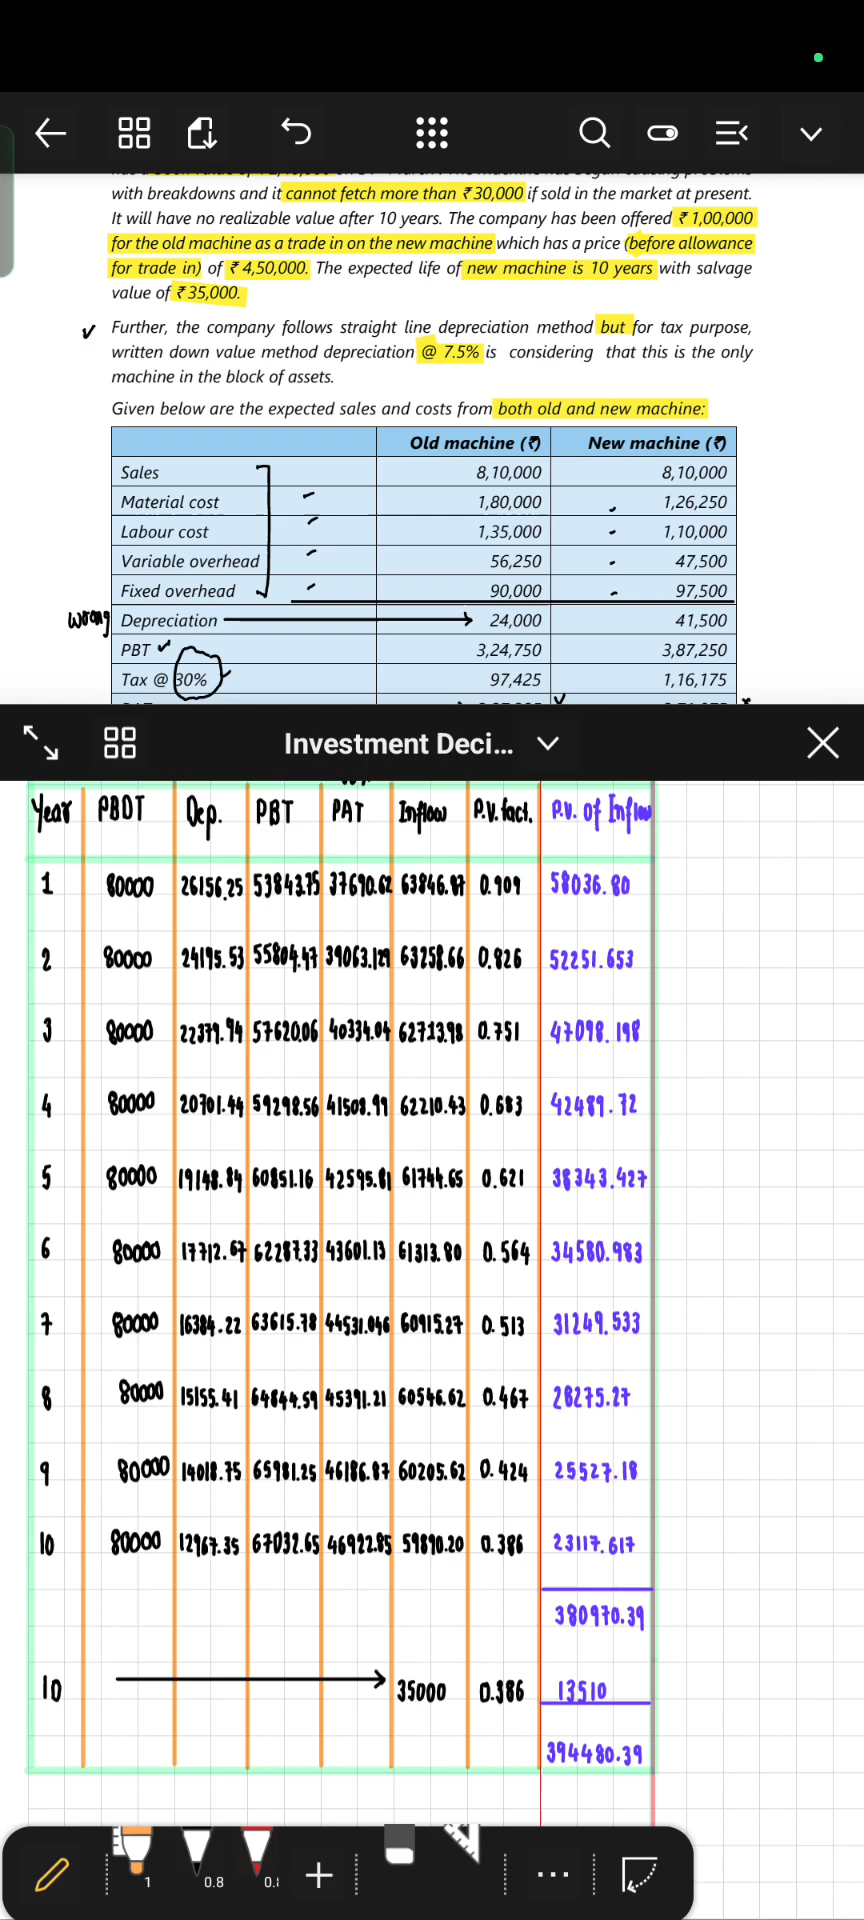 with breakdowns and it cannot fetch more than ₹ 30,000 if sold in the market at present.
It will have no realizable value after 10 years. The company has been offered ₹ 1,00,000
for the old machine as a trade in on the new machine which has a price (before allowance
for trade in) of ₹ 4,50,000. The expected life of new machine is 10 years with salvage
value of ₹ 35,000.
Further, the company follows straight line depreciation method but for tax purpose,
written down value method depreciation @ 7.5% is considering that this is the only
machine in the block of assets.
Given below are the expected sales and costs from both old and new machine:
Old machine (₹) New machine (₹)
Sales 8,10,000 8,10,000
Material cost 1,80,000 1,26,250
Labour cost 1,35,000 1,10,000
Variable overhead 56,250 47,500
Fixed overhead 90,000 97,500
wrong Depreciation 24,000 41,500
PBT 3,24,750 3,87,250
Tax @ 30% 97,425 1,16,175
Investment Deci...
Year PBDT Dep. PBT PAT Inflow P.V. fact. P.V. of Inflow
1 80000 26156.25 53843.75 37690.62 63846.87 0.909 58036.80
2 80000 24195.53 55804.47 39063.129 63258.66 0.826 52251.653
3 80000 22379.94 57620.06 40334.04 62713.98 0.751 47098.198
4 80000 20701.44 59298.56 41508.99 62210.43 0.683 42489.72
5 80000 19148.84 60851.16 42595.81 61744.65 0.621 38343.427
6 80000 17712.67 62287.33 43601.13 61313.80 0.564 34580.983
7 80000 16384.22 63615.78 44531.046 60915.27 0.513 31249.533
8 80000 15155.41 64844.59 45391.21 60546.62 0.467 28275.27
9 80000 14018.75 65981.25 46186.87 60205.62 0.424 25527.18
10 80000 12967.35 67032.65 46922.85 59890.20 0.386 23117.617
380970.39
10 35000 0.386 13510
394480.39
1 0.8 0.8